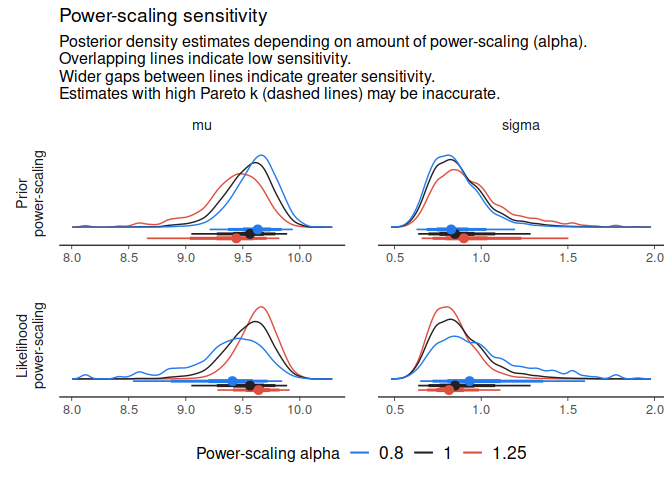 Power-scaling sensitivity
Posterior density estimates depending on amount of power-scaling (alpha).
Overlapping lines indicate low sensitivity.
Wider gaps between lines indicate greater sensitivity.
Estimates with high Pareto k (dashed lines) may be inaccurate.
mu sigma
Prior
power-scaling
8.0 8.5 9.0 9.5 10.0 0.5 1.0 1.5 2.0
Likelihood
power-scaling
8.0 8.5 9.0 9.5 10.0 0.5 1.0 1.5 2.0
Power-scaling alpha 0.8 1 1.25